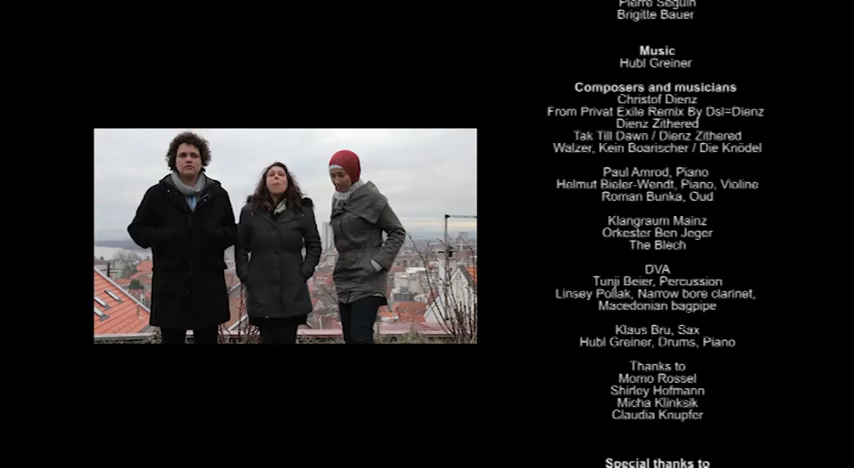 Pierre Seguin
Brigitte Bauer
Music
Hubl Greiner
Composers and musicians
Christof Dienz
From Privat Exile Remix By Dsl=Dienz
Dienz Zithered
Tak Till Dawn / Dienz Zithered
Walzer, Kein Boarischer / Die Knödel
Paul Amrod, Piano
Helmut Bieler-Wendt, Piano, Violine
Roman Bunka, Oud
Klangraum Mainz
Orkester Ben Jeger
The Blech
DVA
Tunji Beier, Percussion
Linsey Pollak, Narrow bore clarinet,
Macedonian bagpipe
Klaus Bru, Sax
Hubl Greiner, Drums, Piano
Thanks to
Momo Rossel
Shirley Hofmann
Micha Klinksik
Claudia Knupfer
Special thanks to